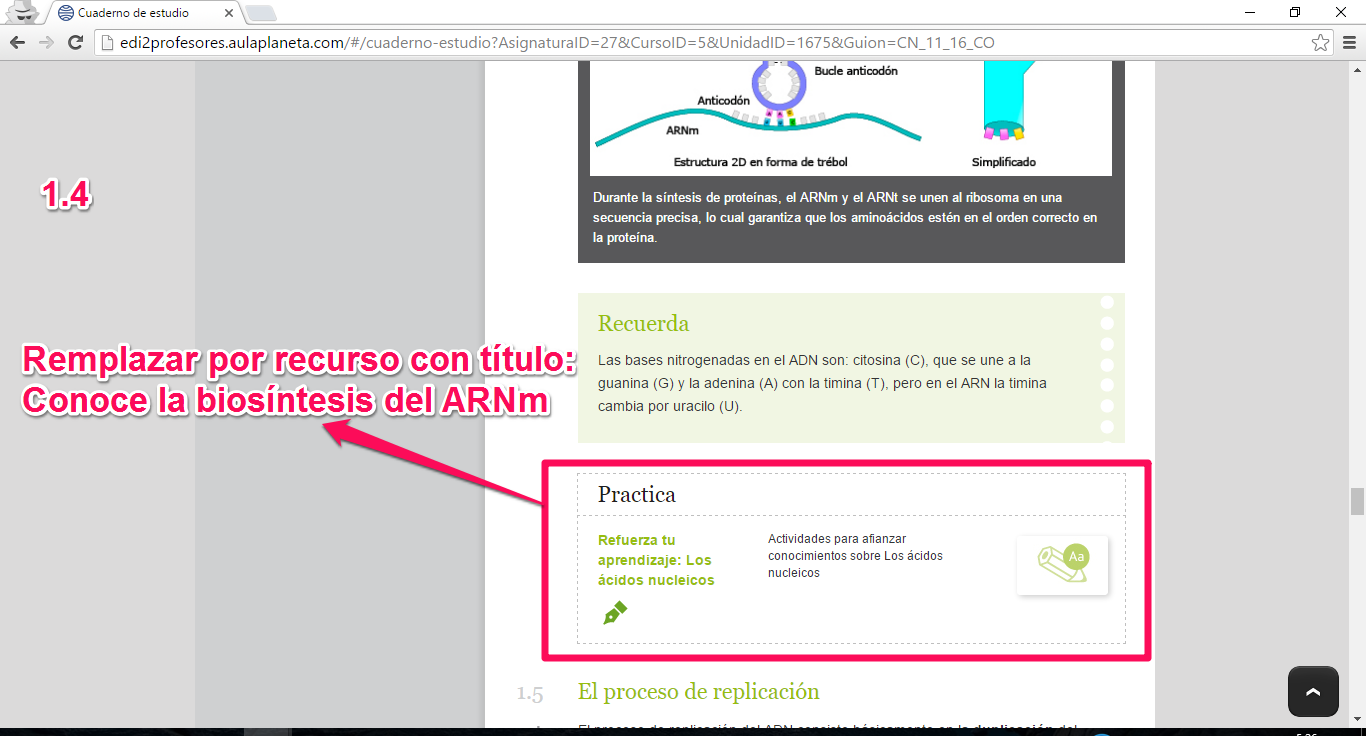 Cuaderno de estudio
edi2profesores.aulaplaneta.com/#/cuaderno-estudio?AsignaturaID=27&CursoID=5&UnidadID=1675&Guion=CN_11_16_CO
Bucle anticodón
Anticodón
ARNm
Estructura 2D en forma de trébol
Simplificado
Durante la síntesis de proteínas, el ARNm y el ARNt se unen al ribosoma en una
secuencia precisa, lo cual garantiza que los aminoácidos estén en el orden correcto en
la proteína.
1.4
Recuerda
Las bases nitrogenadas en el ADN son: citosina (C), que se une a la
guanina (G) y la adenina (A) con la timina (T), pero en el ARN la timina
cambia por uracilo (U).
Remplazar por recurso con título:
Conoce la biosíntesis del ARNm
Practica
Refuerza tu
aprendizaje: Los
ácidos nucleicos
Actividades para afianzar
conocimientos sobre Los ácidos
nucleicos
Aa
1.5 El proceso de replicación